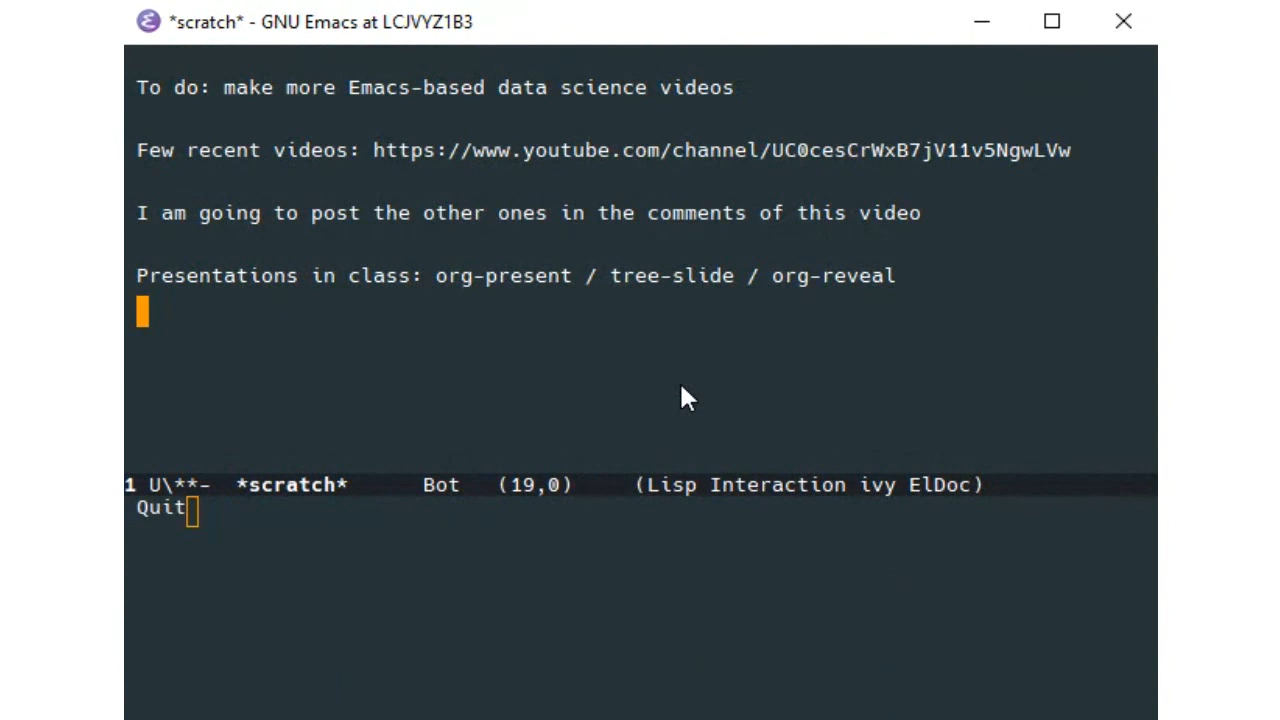 *scratch* - GNU Emacs at LCJVYZ1B3
To do: make more Emacs-based data science videos
Few recent videos: https://www.youtube.com/channel/UC0cesCrWxB7jV11v5NgwLVw
I am going to post the other ones in the comments of this video
Presentations in class: org-present / tree-slide / org-reveal
1 U\**- *scratch* Bot (19,0) (Lisp Interaction ivy ElDoc)
Quit